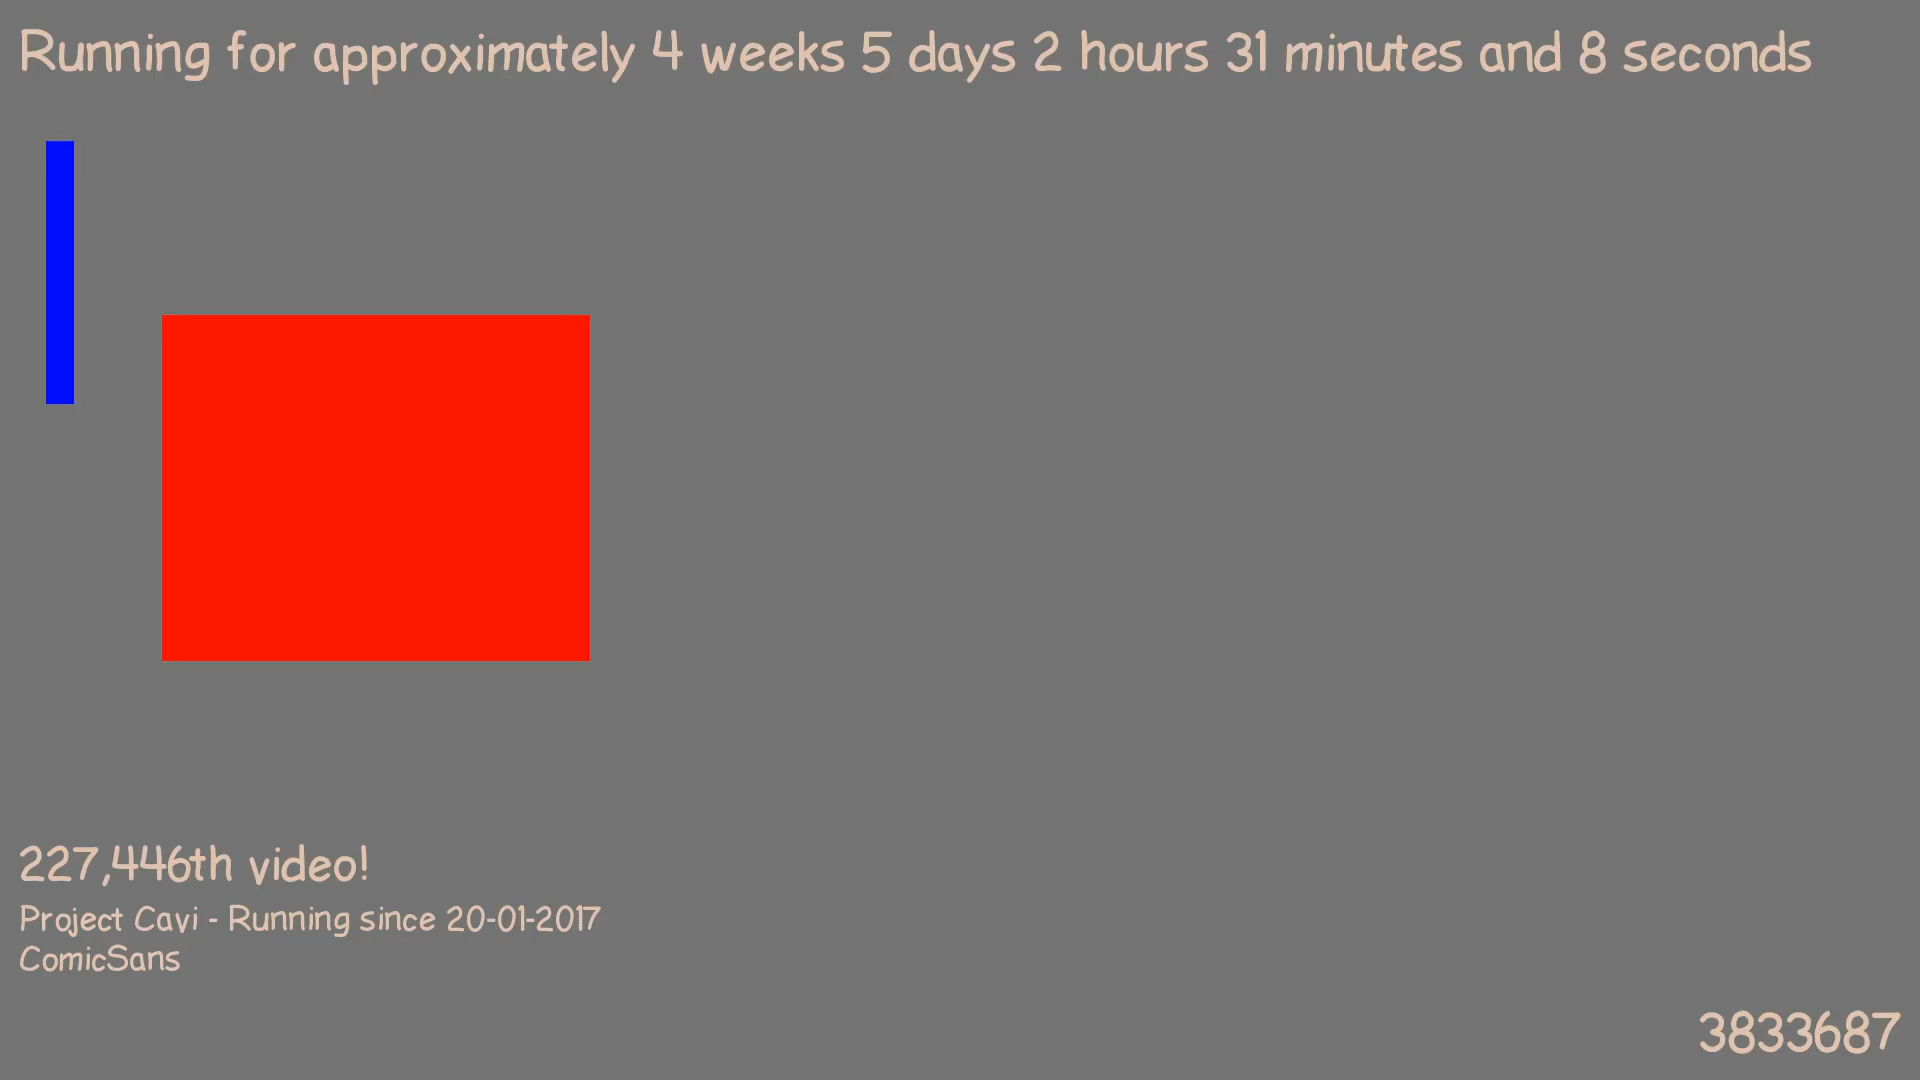 Running for approximately 4 weeks 5 days 2 hours 31 minutes and 8 seconds
227,446th video!
Project Cavi - Running since 20-01-2017
ComicSans
3833687